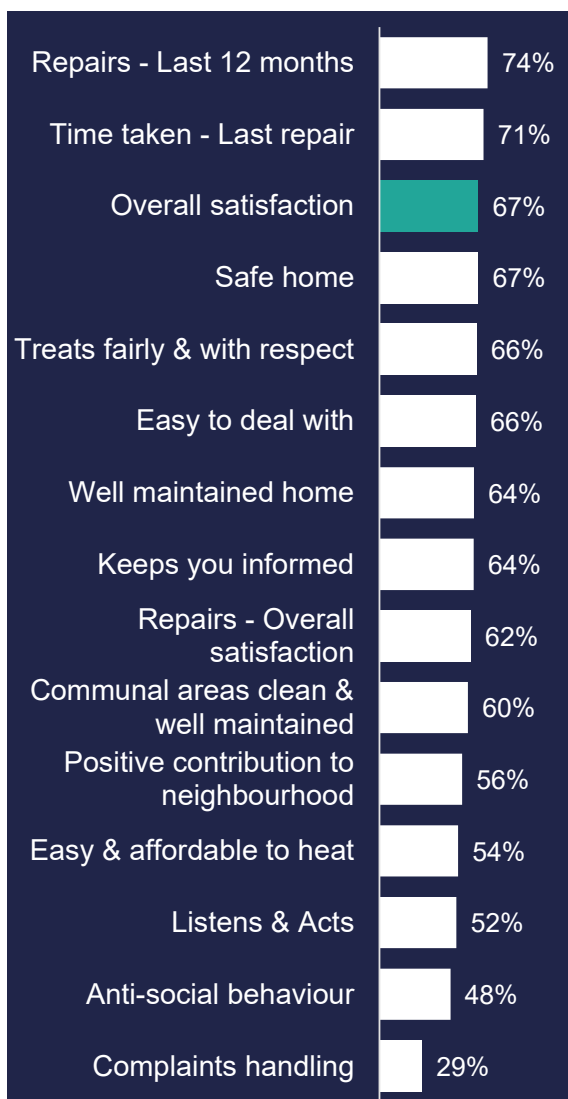 Repairs - Last 12 months 74%
Time taken - Last repair 71%
Overall satisfaction 67%
Safe home 67%
Treats fairly & with respect 66%
Easy to deal with 66%
Well maintained home 64%
Keeps you informed 64%
Repairs - Overall
satisfaction 62%
Communal areas clean &
well maintained 60%
Positive contribution to
neighbourhood 56%
Easy & affordable to heat 54%
Listens & Acts 52%
Anti-social behaviour 48%
Complaints handling 29%